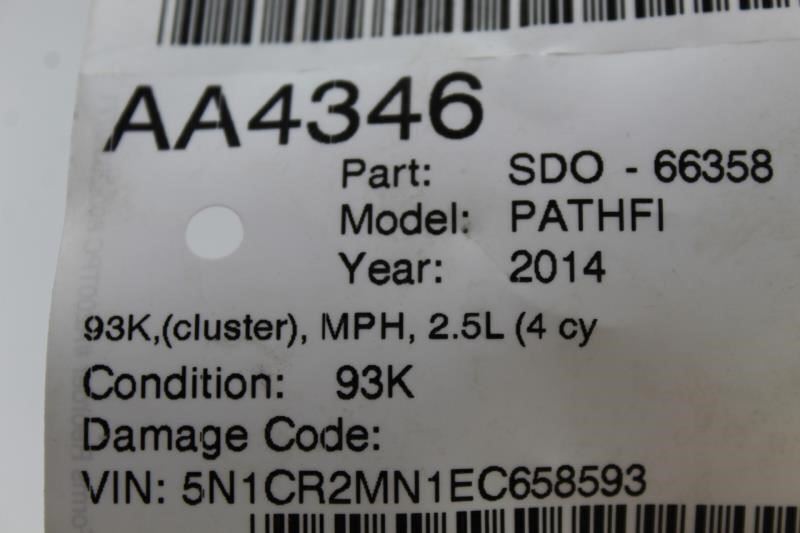 AA4346
Part: SDO - 66358
Model: PATHFI
Year: 2014
93K,(cluster), MPH, 2.5L (4 cy
Condition: 93K
Damage Code:
VIN: 5N1CR2MN1EC658593